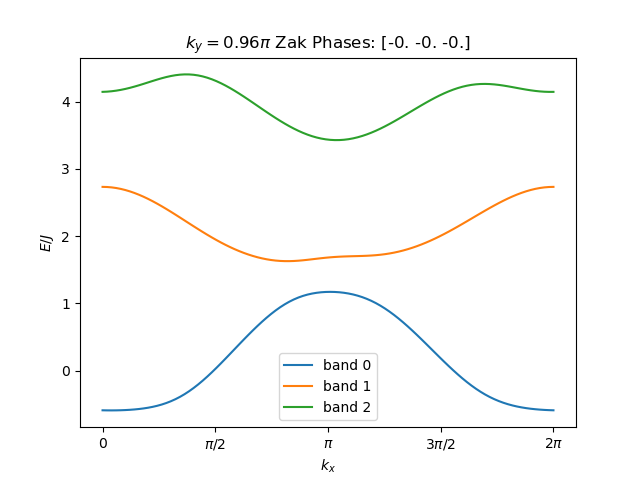 $k_y = 0.96\pi$ Zak Phases: [-0. -0. -0.]
4
3
2
1
0
E/J
0
π/2
π
3π/2
2π
$k_x$
band 0
band 1
band 2